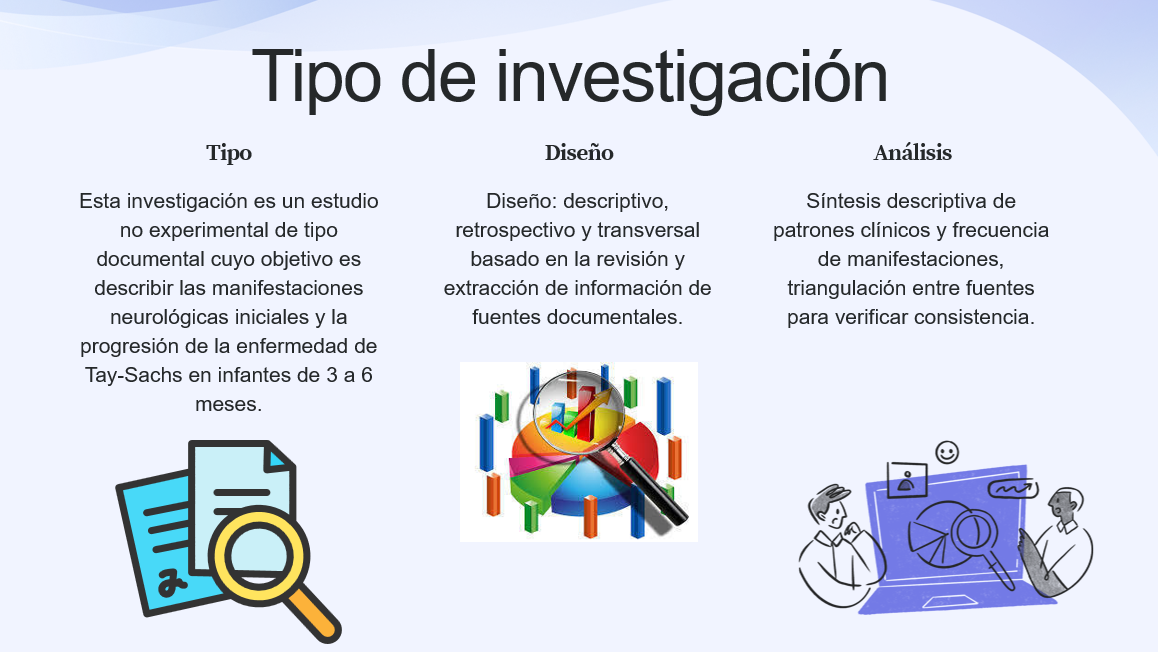 Tipo de investigación
Tipo
Esta investigación es un estudio
no experimental de tipo
documental cuyo objetivo es
describir las manifestaciones
neurológicas iniciales y la
progresión de la enfermedad de
Tay-Sachs en infantes de 3 a 6
meses.
Diseño
Diseño: descriptivo,
retrospectivo y transversal
basado en la revisión y
extracción de información de
fuentes documentales.
Análisis
Síntesis descriptiva de
patrones clínicos y frecuencia
de manifestaciones,
triangulación entre fuentes
para verificar consistencia.